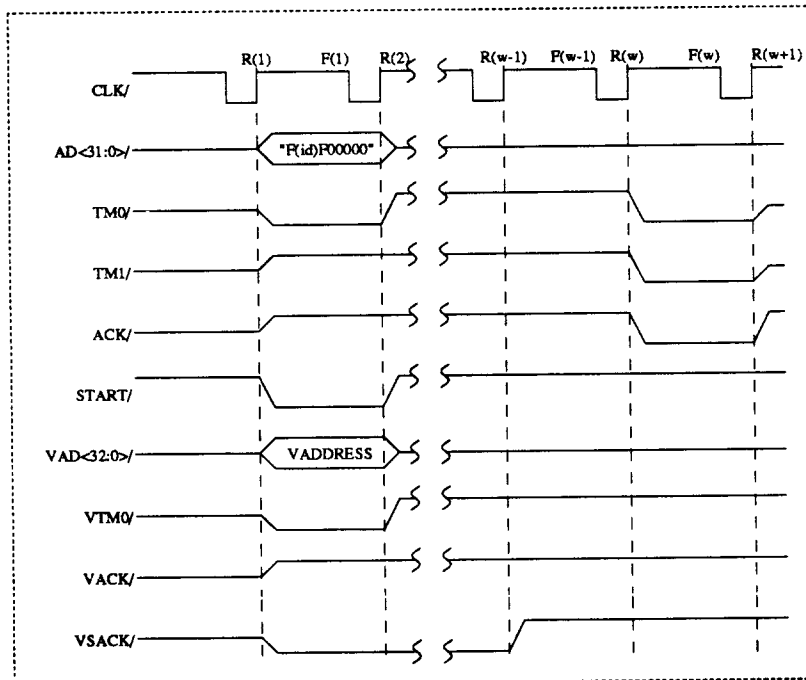 R(1) F(1) R(2) R(w-1) F(w-1) R(w) F(w) R(w+1)
CLK/
AD<31:0>/ "F(id)F00000"
TM0/
TM1/
ACK/
START/
VAD<32:0>/ VADDRESS
VTM0/
VACK/
VSACK/